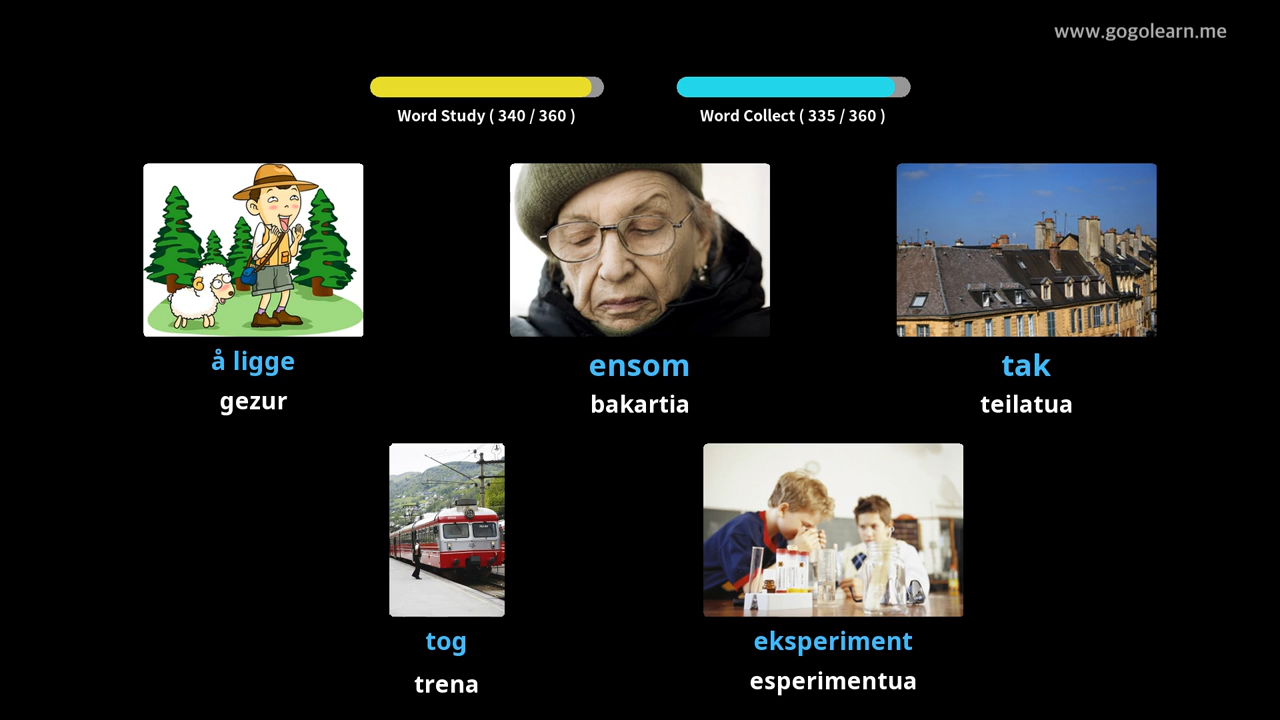 www.gogolearn.me
Word Study ( 340 / 360 )
Word Collect ( 335 / 360 )
å ligge
gezur
ensom
bakartia
tak
teilatua
tog
trena
eksperiment
esperimentua